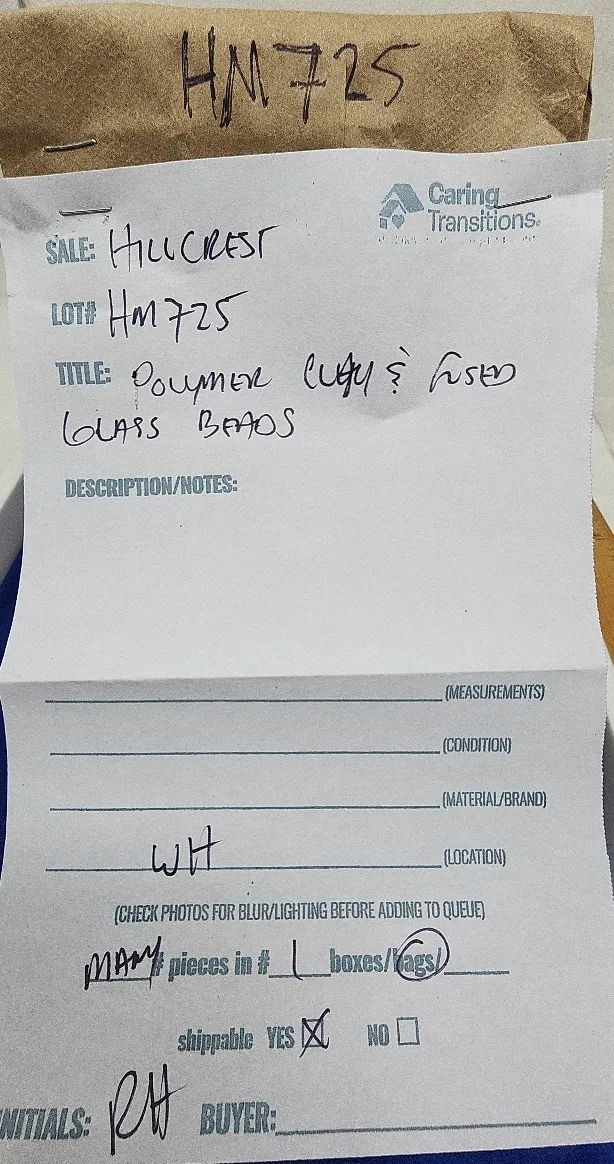 HM725
Caring
Transitions
SALE: HILLCREST
LOT# HM725
TITLE: POLYMER CLAY & FUSED
GLASS BEADS
DESCRIPTION/NOTES:
(MEASUREMENTS)
(CONDITION)
(MATERIAL/BRAND)
WH (LOCATION)
(CHECK PHOTOS FOR BLUR/LIGHTING BEFORE ADDING TO QUEUE)
MANY # pieces in # 1 boxes/bags/
shippable YES NO
NITIALS: RH BUYER: